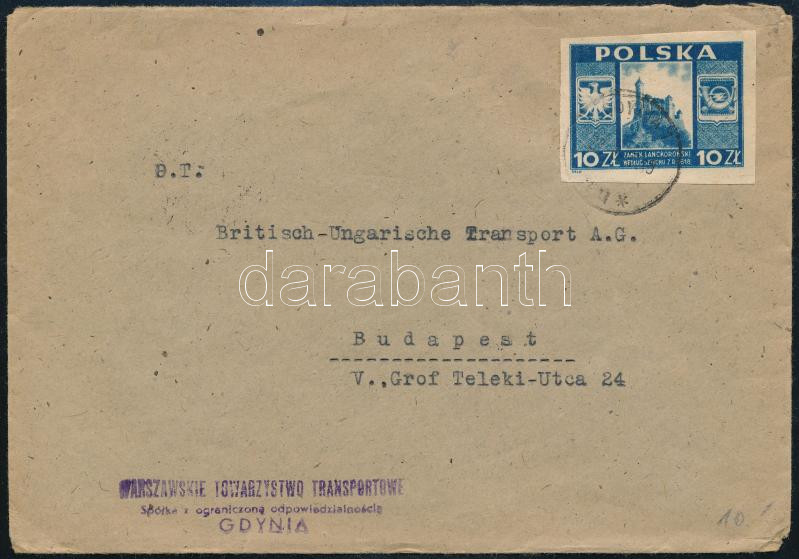 POLSKA
10 ZŁ ZAMEK LANCKOROŃSKI 10 ZŁ
D.T.
Britisch-Ungarische Transport A.G.
darabanth
Budapest
V.,Grof Teleki-Utca 24
WARSZAWSKIE TOWARZYSTWO TRANSPORTOWE
Spółka z ograniczoną odpowiedzialnością
GDYNIA
10